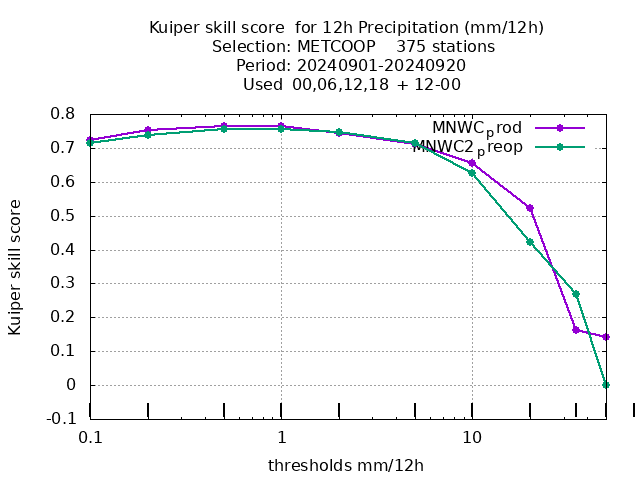 Kuiper skill score  for 12h Precipitation (mm/12h)
Selection: METCOOP    375 stations
Period: 20240901-20240920
Used  00,06,12,18 + 12-00
MNWCprod
MNWC2preop
0.8
0.7
0.6
0.5
0.4
0.3
0.2
0.1
0
-0.1
Kuiper skill score
0.1 1 10
thresholds mm/12h